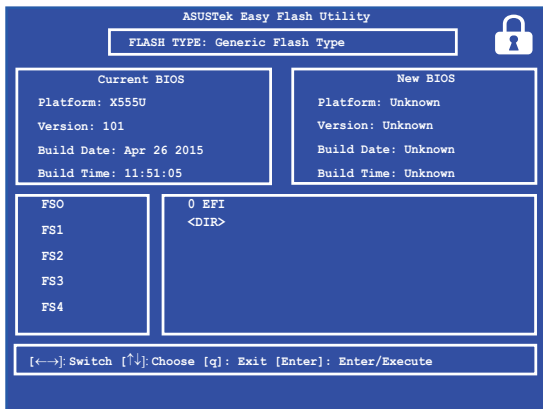 ASUSTek Easy Flash Utility
FLASH TYPE: Generic Flash Type
Current BIOS
Platform: X555U
Version: 101
Build Date: Apr 26 2015
Build Time: 11:51:05
New BIOS
Platform: Unknown
Version: Unknown
Build Date: Unknown
Build Time: Unknown
FSO
FS1
FS2
FS3
FS4
0 EFI
<DIR>
[←→]: Switch [↑↓]: Choose [q]: Exit [Enter]: Enter/Execute